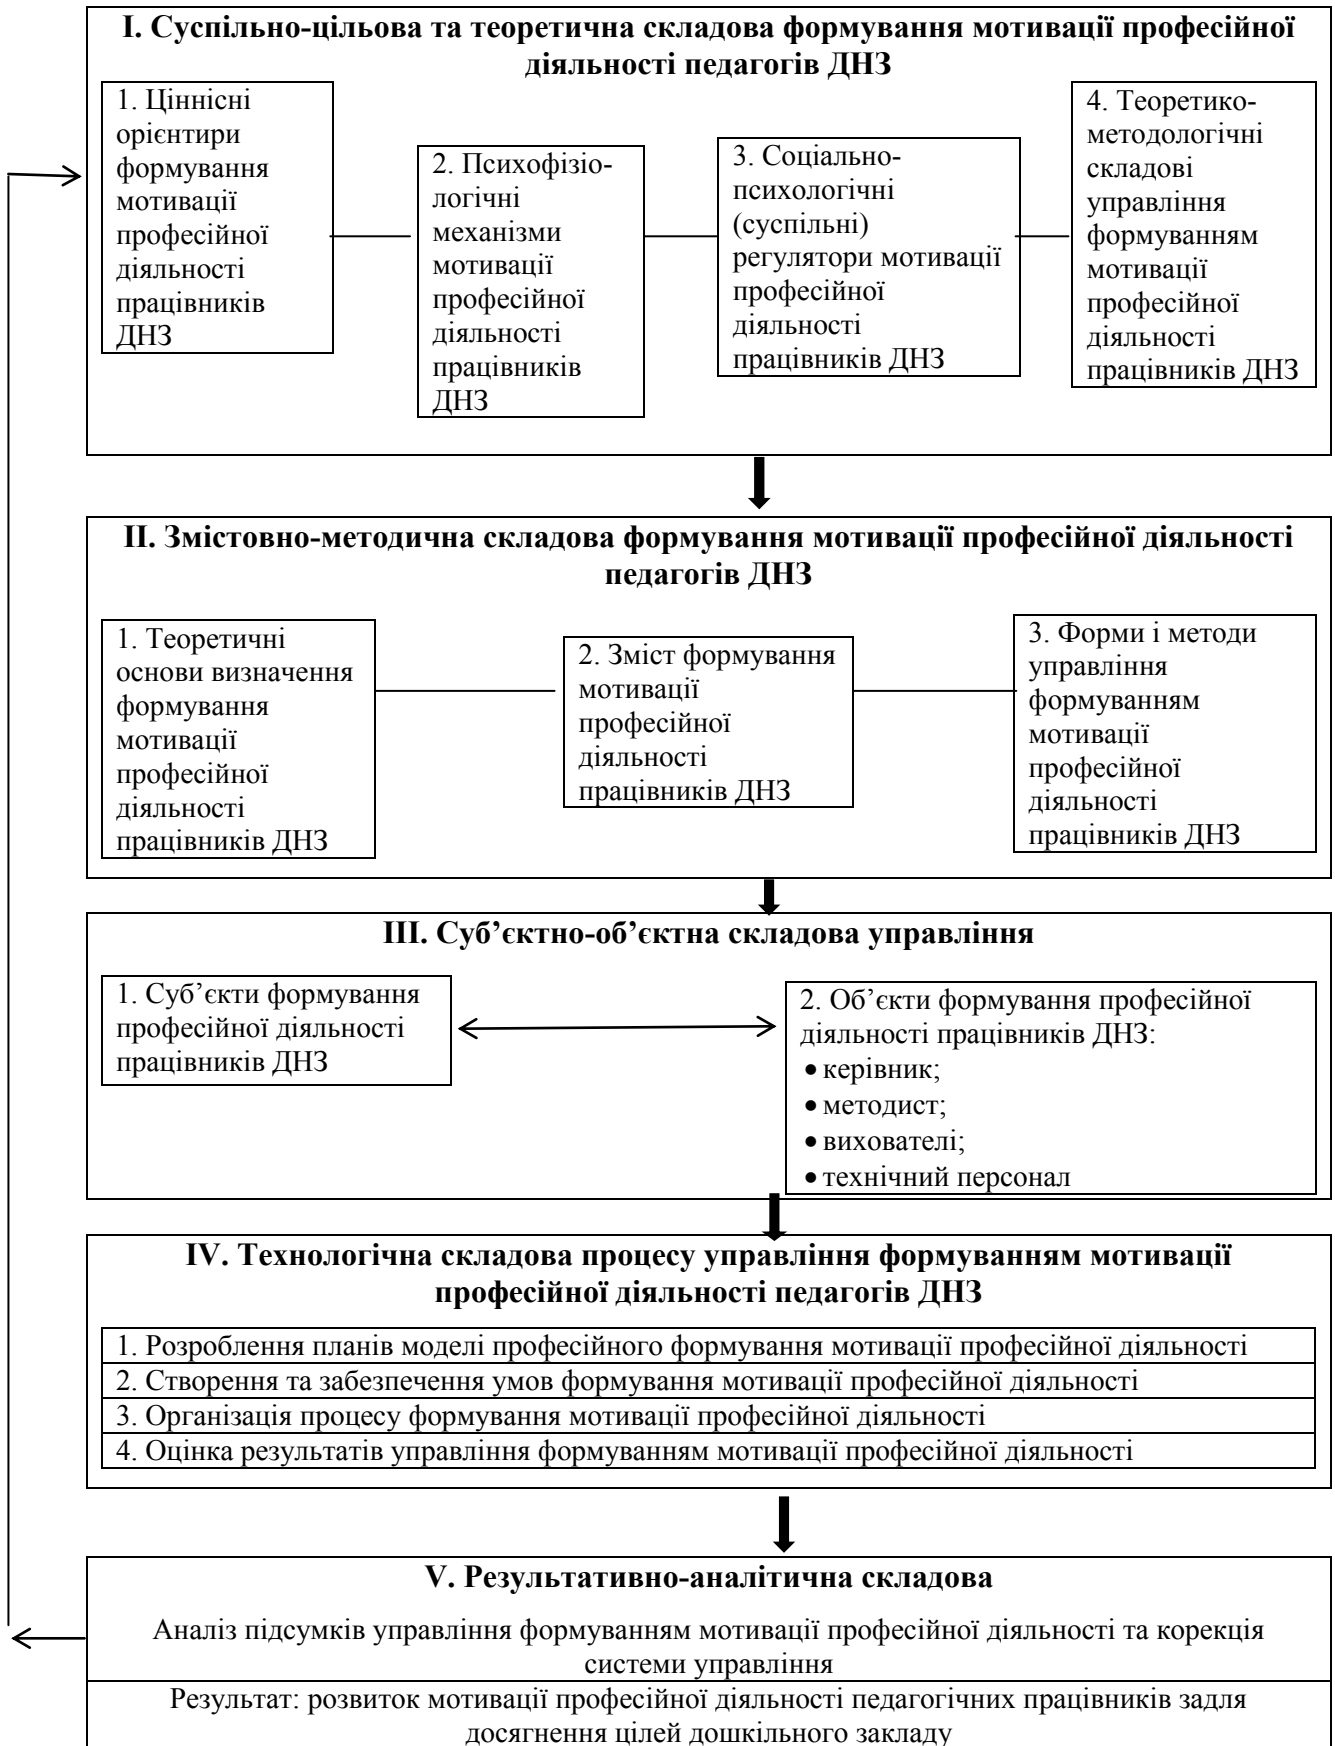 І. Суспільно-цільова та теоретична складова формування мотивації професійної
діяльності педагогів ДНЗ
1. Ціннісні
орієнтири
формування
мотивації
професійної
діяльності
працівників
ДНЗ
2. Психофізіо-
логічні
механізми
мотивації
професійної
діяльності
працівників
ДНЗ
3. Соціально-
психологічні
(суспільні)
регулятори мотивації
професійної
діяльності
працівників ДНЗ
4. Теоретико-
методологічні
складові
управління
формуванням
мотивації
професійної
діяльності
працівників ДНЗ
ІІ. Змістовно-методична складова формування мотивації професійної діяльності
педагогів ДНЗ
1. Теоретичні
основи визначення
формування
мотивації
професійної
діяльності
працівників ДНЗ
2. Зміст формування
мотивації
професійної
діяльності
працівників ДНЗ
3. Форми і методи
управління
формуванням
мотивації
професійної
діяльності
працівників ДНЗ
ІІІ. Суб’єктно-об’єктна складова управління
1. Суб’єкти формування
професійної діяльності
працівників ДНЗ
2. Об’єкти формування професійної
діяльності працівників ДНЗ:
• керівник;
• методист;
• вихователі;
• технічний персонал
IV. Технологічна складова процесу управління формуванням мотивації
професійної діяльності педагогів ДНЗ
1. Розроблення планів моделі професійного формування мотивації професійної діяльності
2. Створення та забезпечення умов формування мотивації професійної діяльності
3. Організація процесу формування мотивації професійної діяльності
4. Оцінка результатів управління формуванням мотивації професійної діяльності
V. Результативно-аналітична складова
Аналіз підсумків управління формуванням мотивації професійної діяльності та корекція
системи управління
Результат: розвиток мотивації професійної діяльності педагогічних працівників задля
досягнення цілей дошкільного закладу